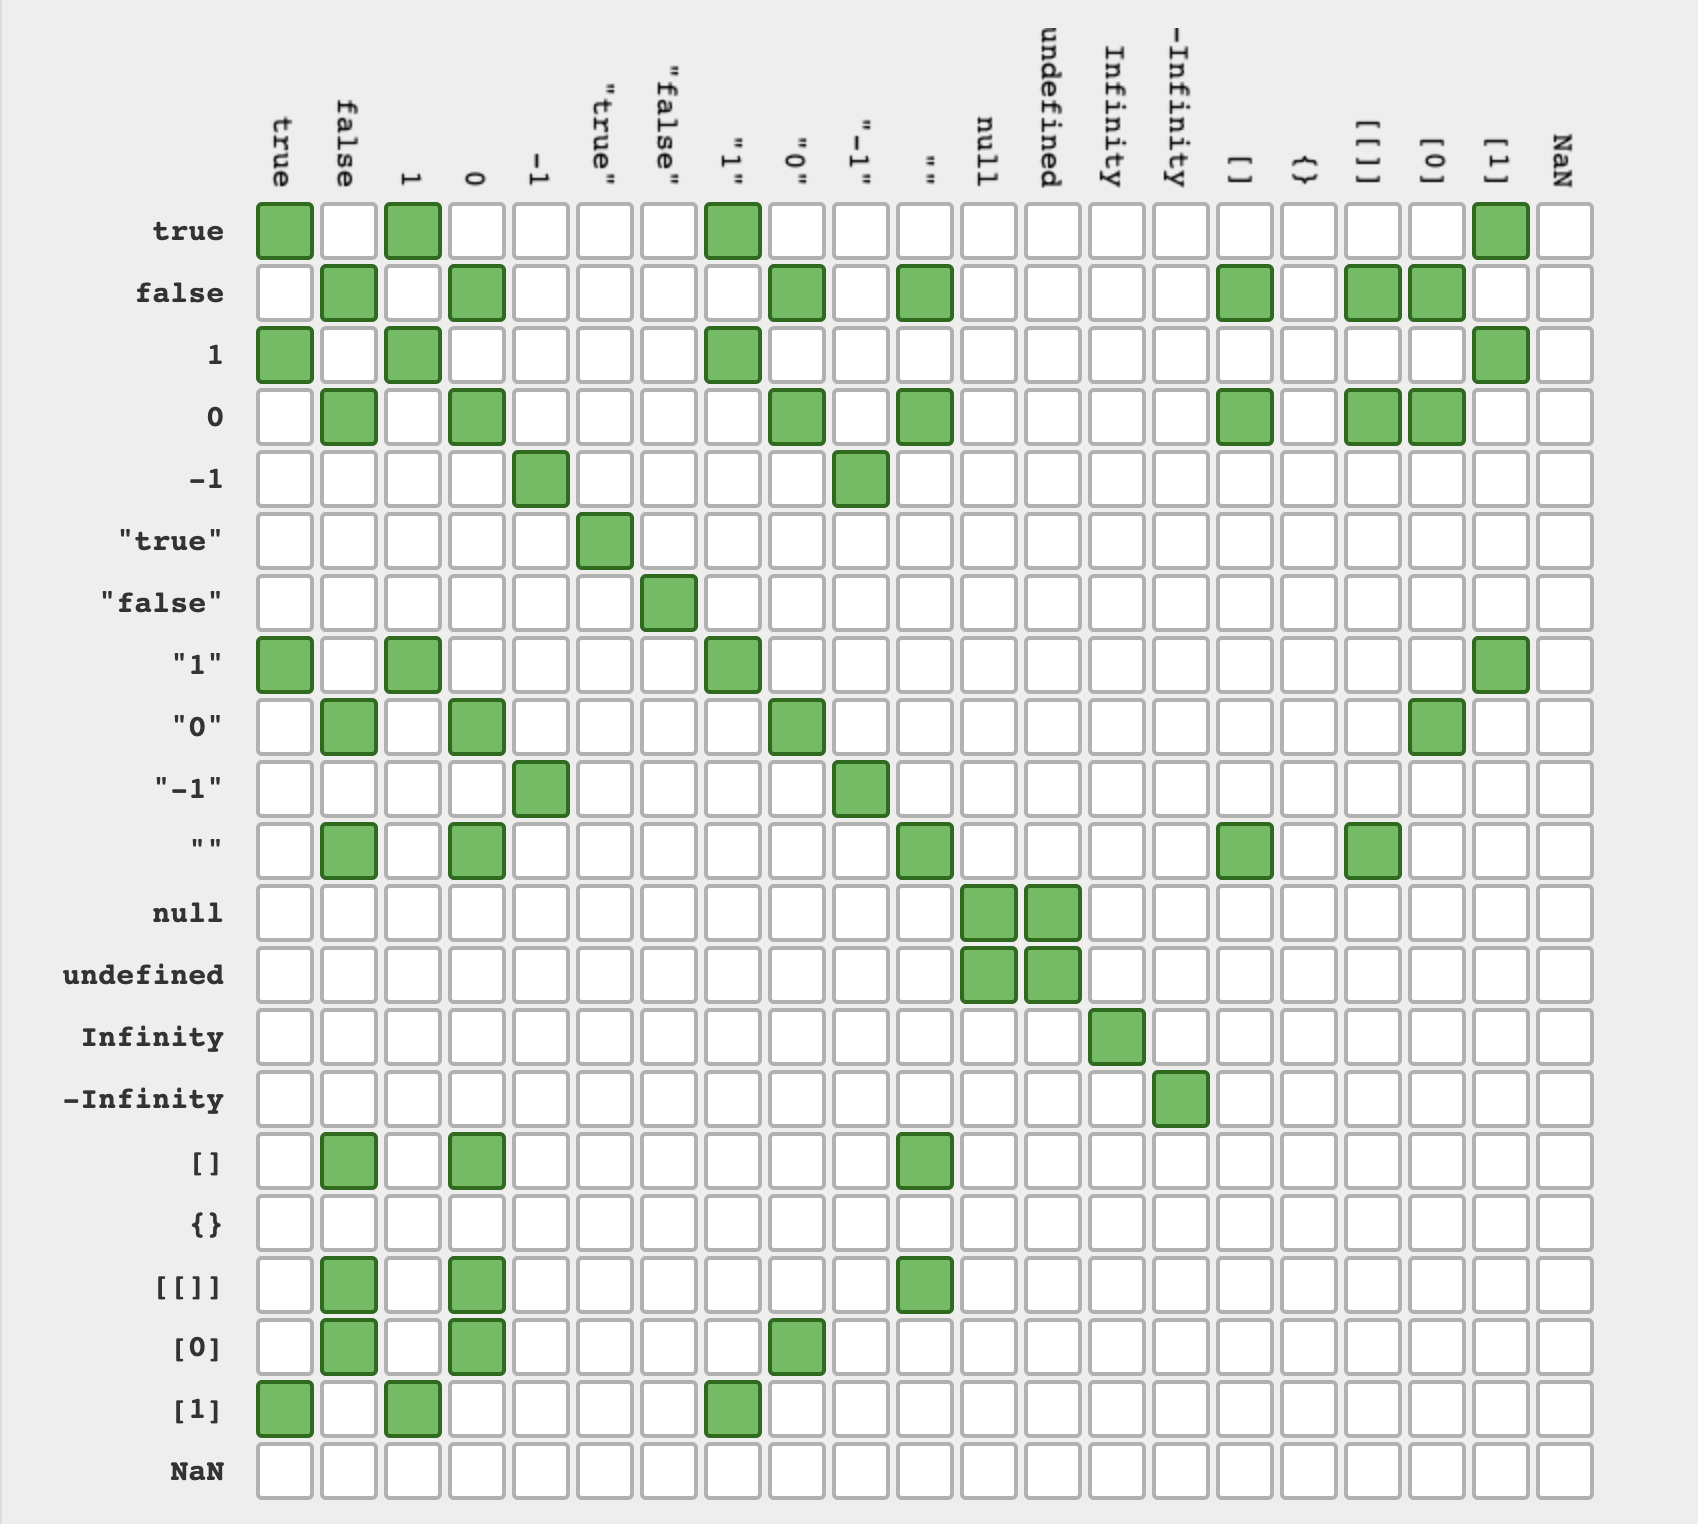 true
false
1
0
-1
"true"
"false"
"1"
"0"
"-1"
""
null
undefined
Infinity
-Infinity
[]
{}
[[]]
[0]
[1]
NaN
true
false
1
0
-1
"true"
"false"
"1"
"0"
"-1"
""
null
undefined
Infinity
-Infinity
[]
{}
[[]]
[0]
[1]
NaN